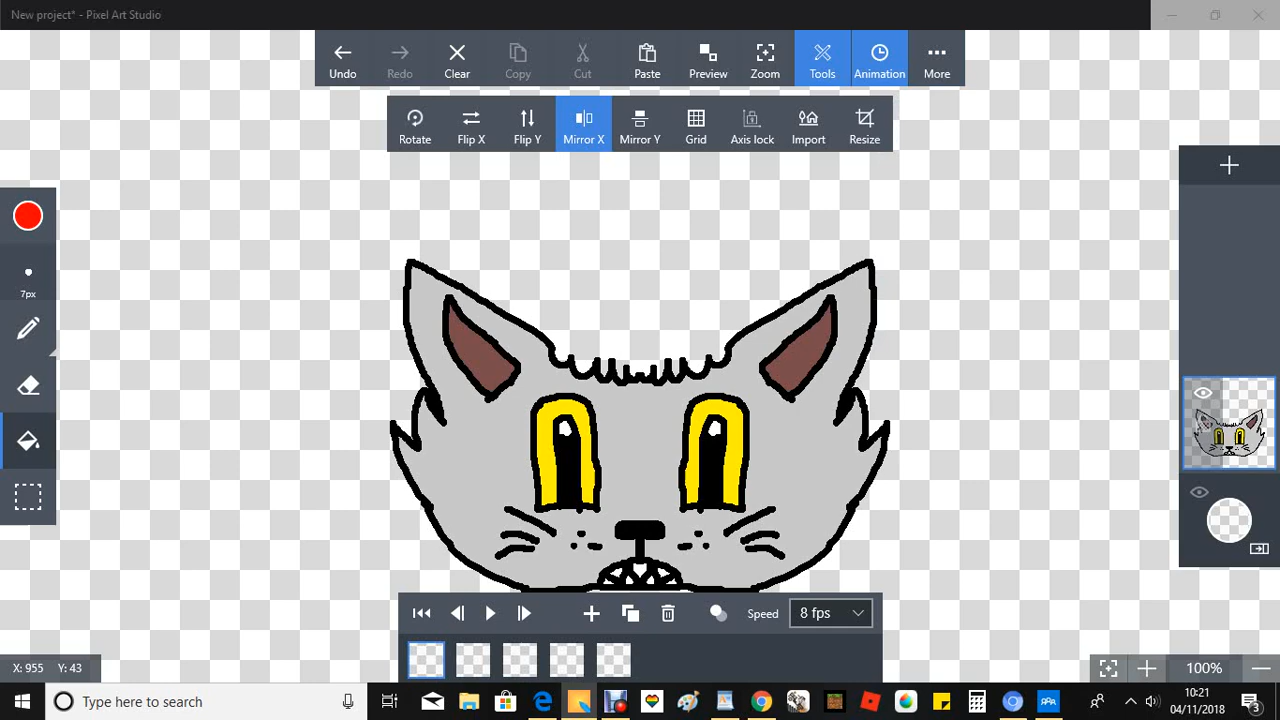 New project* - Pixel Art Studio
Undo Redo Clear Copy Cut Paste Preview Zoom Tools Animation More
Rotate Flip X Flip Y Mirror X Mirror Y Grid Axis lock Import Resize
7px
Speed 8 fps
X: 955 Y: 43
100%
Type here to search
10:21
04/11/2018
3